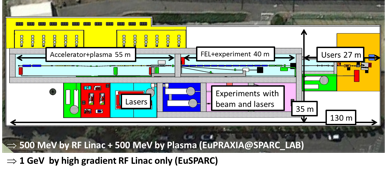 Accelerator+plasma 55 m
FEL+experiment 40 m
Users 27 m
Lasers
Experiments with
beam and lasers
35 m
130 m
⇒ 500 MeV by RF Linac + 500 MeV by Plasma (EuPRAXIA@SPARC_LAB)
⇒ 1 GeV by high gradient RF Linac only (EuSPARC)